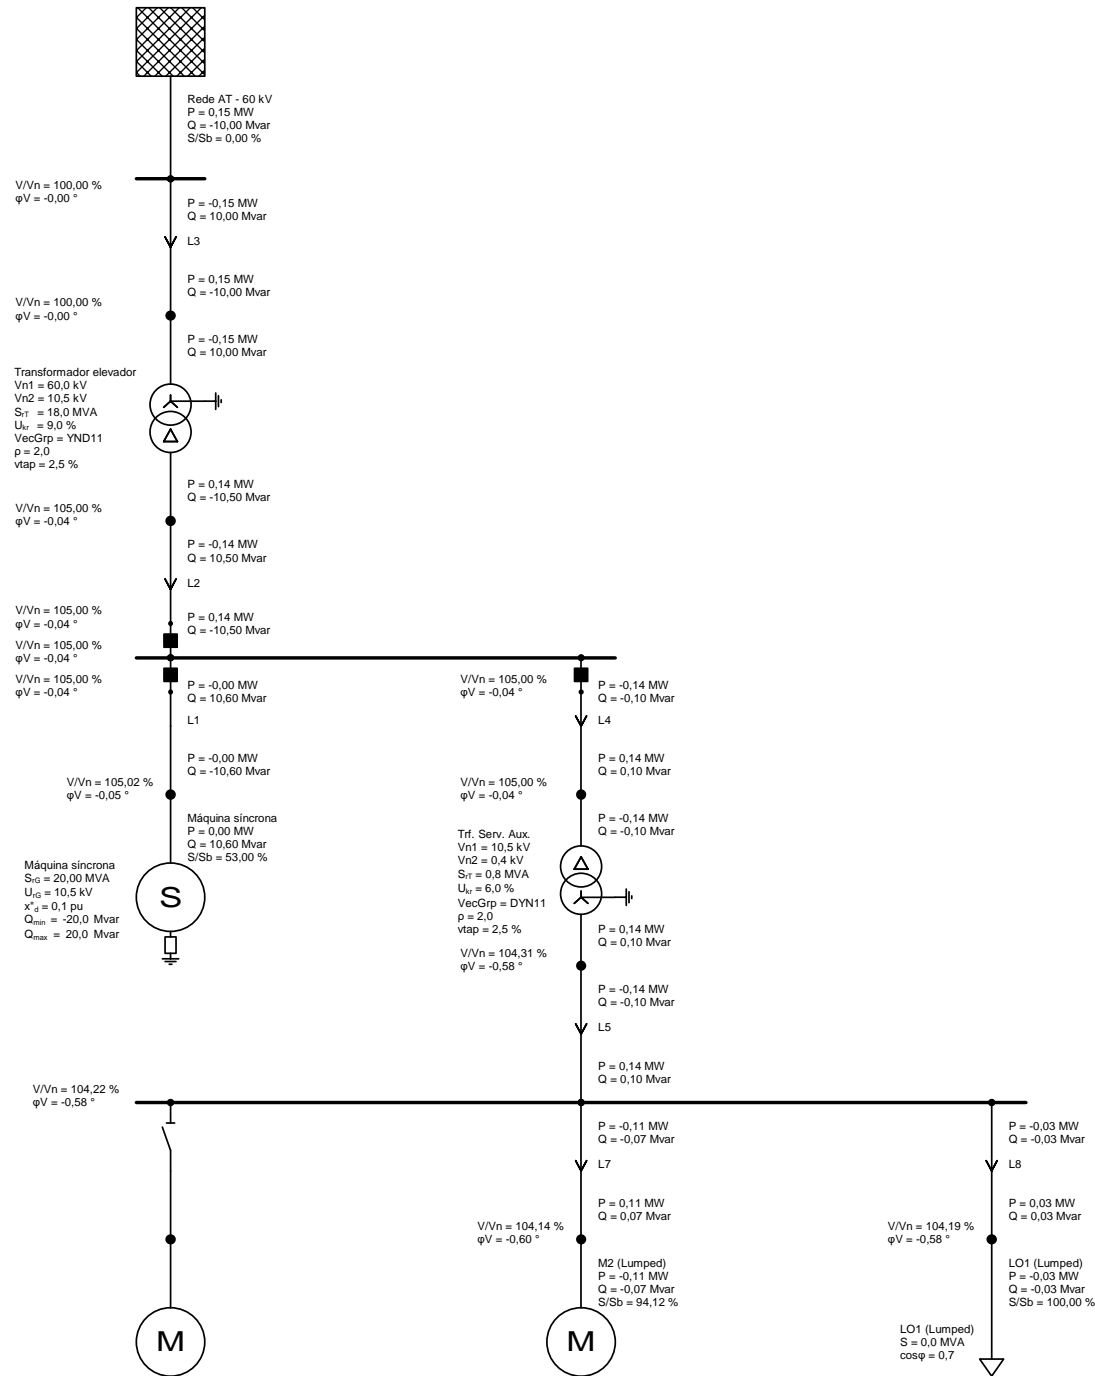 Rede AT - 60 kV
P = 0,15 MW
Q = -10,00 Mvar
S/Sb = 0,00 %
V/Vn = 100,00 %
φV = -0,00 °
P = -0,15 MW
Q = 10,00 Mvar
L3
P = 0,15 MW
Q = -10,00 Mvar
V/Vn = 100,00 %
φV = -0,00 °
P = -0,15 MW
Q = 10,00 Mvar
Transformador elevador
Vn1 = 60,0 kV
Vn2 = 10,5 kV
SrT = 18,0 MVA
Ukr = 9,0 %
VecGrp = YND11
ρ = 2,0
vtap = 2,5 %
P = 0,14 MW
Q = -10,50 Mvar
V/Vn = 105,00 %
φV = -0,04 °
P = -0,14 MW
Q = 10,50 Mvar
L2
V/Vn = 105,00 %
φV = -0,04 °
P = 0,14 MW
Q = -10,50 Mvar
V/Vn = 105,00 %
φV = -0,04 °
V/Vn = 105,00 %
φV = -0,04 °
P = -0,00 MW
Q = 10,60 Mvar
L1
P = -0,00 MW
Q = -10,60 Mvar
V/Vn = 105,02 %
φV = -0,05 °
Máquina síncrona
P = 0,00 MW
Q = 10,60 Mvar
S/Sb = 53,00 %
Máquina síncrona
SrG = 20,00 MVA
UrG = 10,5 kV
x"d = 0,1 pu
Qmin = -20,0 Mvar
Qmax = 20,0 Mvar
S
V/Vn = 105,00 %
φV = -0,04 °
P = -0,14 MW
Q = -0,10 Mvar
L4
P = 0,14 MW
Q = 0,10 Mvar
V/Vn = 105,00 %
φV = -0,04 °
P = -0,14 MW
Q = -0,10 Mvar
Trf. Serv. Aux.
Vn1 = 10,5 kV
Vn2 = 0,4 kV
SrT = 0,8 MVA
Ukr = 6,0 %
VecGrp = DYN11
ρ = 2,0
vtap = 2,5 %
P = 0,14 MW
Q = 0,10 Mvar
V/Vn = 104,31 %
φV = -0,58 °
P = -0,14 MW
Q = -0,10 Mvar
L5
P = 0,14 MW
Q = 0,10 Mvar
V/Vn = 104,22 %
φV = -0,58 °
M
P = -0,11 MW
Q = -0,07 Mvar
L7
P = 0,11 MW
Q = 0,07 Mvar
V/Vn = 104,14 %
φV = -0,60 °
M2 (Lumped)
P = -0,11 MW
Q = -0,07 Mvar
S/Sb = 94,12 %
M
P = -0,03 MW
Q = -0,03 Mvar
L8
P = 0,03 MW
Q = 0,03 Mvar
V/Vn = 104,19 %
φV = -0,58 °
LO1 (Lumped)
P = -0,03 MW
Q = -0,03 Mvar
S/Sb = 100,00 %
LO1 (Lumped)
S = 0,0 MVA
cosφ = 0,7